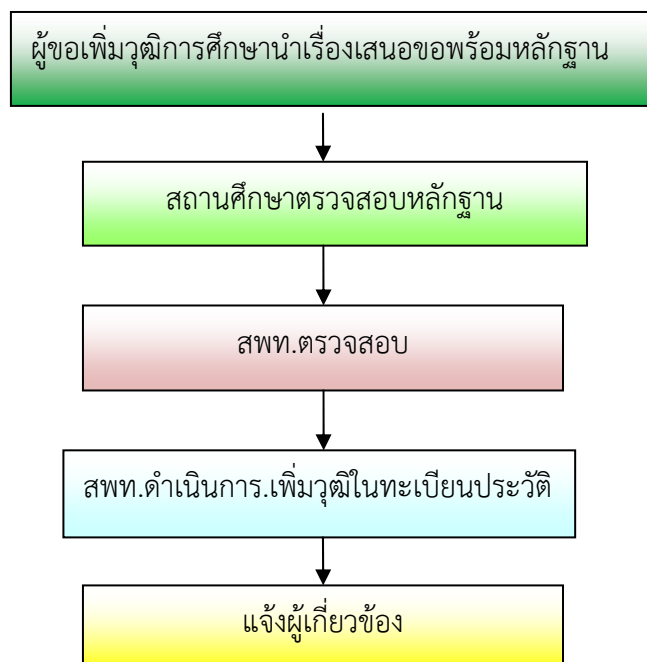 ผู้ขอเพิ่มวุฒิการศึกษานำเรื่องเสนอขอพร้อมหลักฐาน
สถานศึกษาตรวจสอบหลักฐาน
สพท.ตรวจสอบ
สพท.ดำเนินการ.เพิ่มวุฒิในทะเบียนประวัติ
แจ้งผู้เกี่ยวข้อง